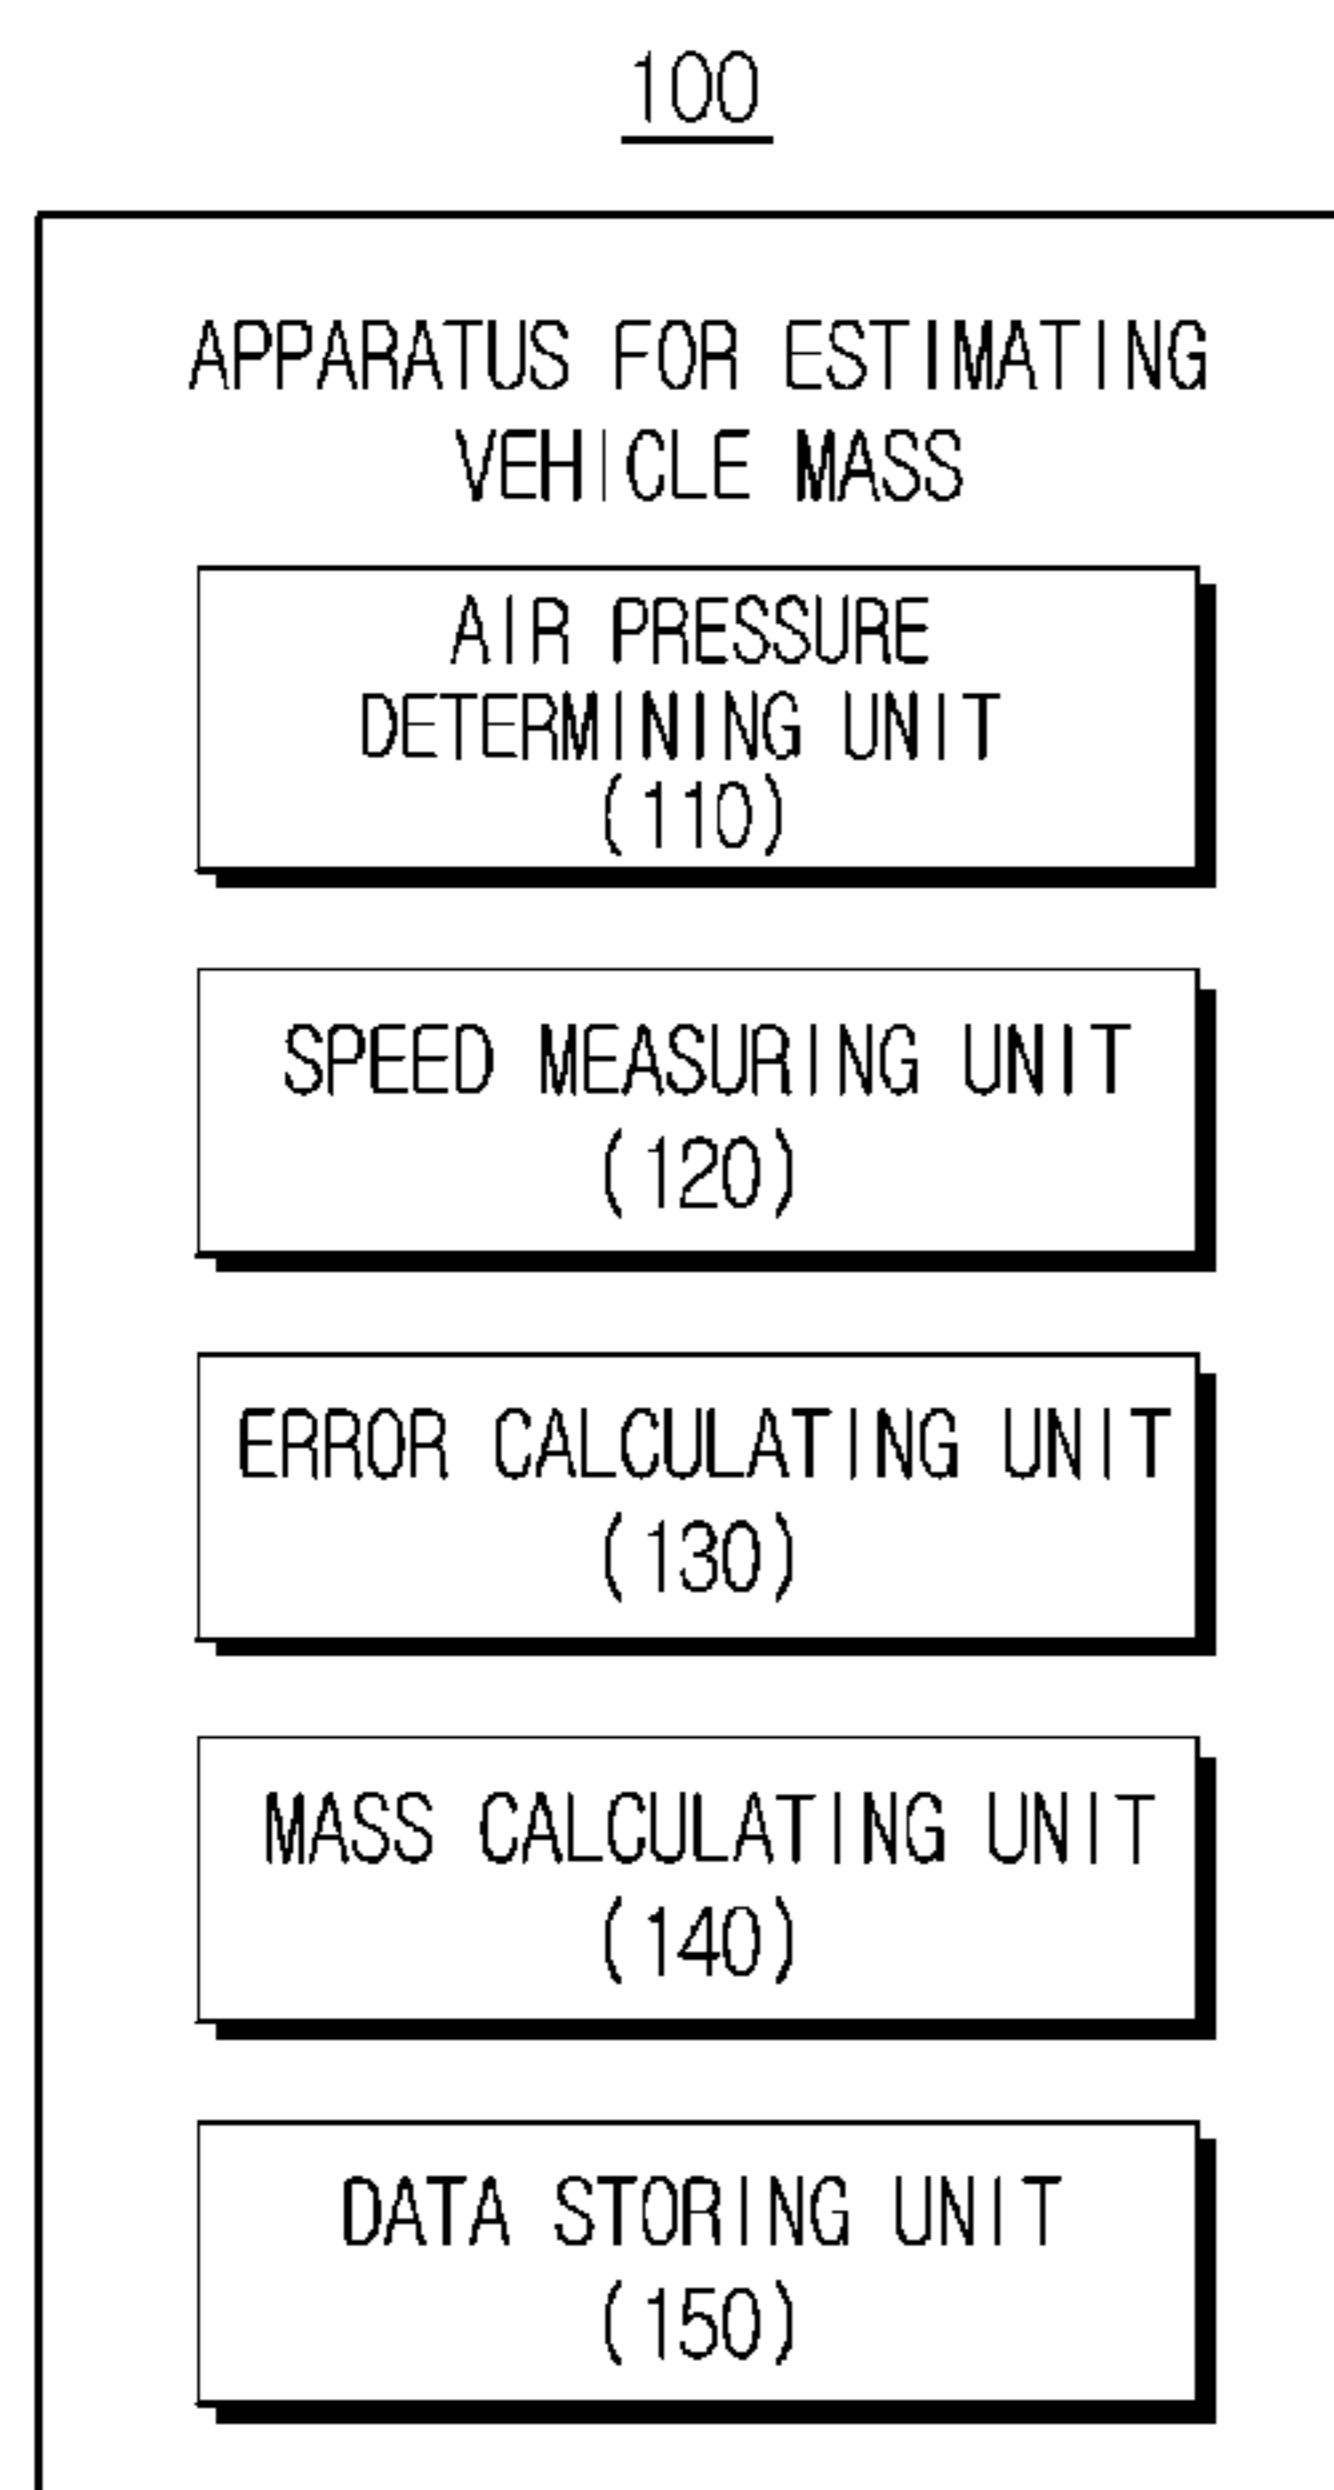 100
APPARATUS FOR ESTIMATING
VEHICLE MASS
AIR PRESSURE
DETERMINING UNIT
(110)
SPEED MEASURING UNIT
(120)
ERROR CALCULATING UNIT
(130)
MASS CALCULATING UNIT
(140)
DATA STORING UNIT
(150)